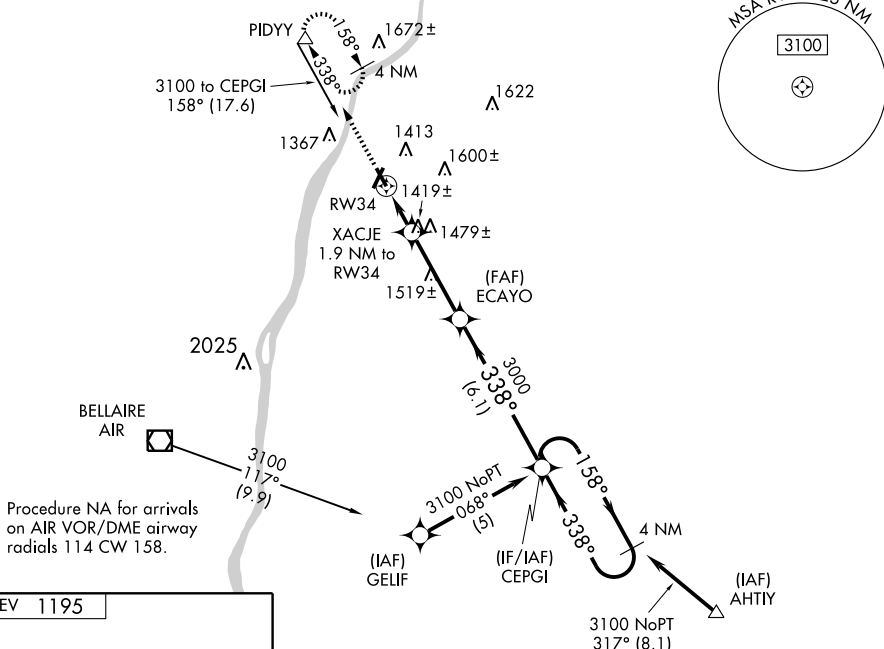 PIDYY
158°
338°
4 NM
1672±
3100 to CEPGI
158° (17.6)
1622
1367
1413
1600±
RW34
1419±
XACJE
1.9 NM to
RW34
1479±
1519±
(FAF)
ECAYO
3000
338°
(6.1)
2025
BELLAIRE
AIR
3100
117°
(9.9)
Procedure NA for arrivals
on AIR VOR/DME airway
radials 114 CW 158.
3100 NoPT
068°
(5)
(IAF)
GELIF
(IF/IAF)
CEPGI
158°
338°
4 NM
(IAF)
AHTIY
3100 NoPT
317° (8.1)
EV 1195
MSA
NM
3100